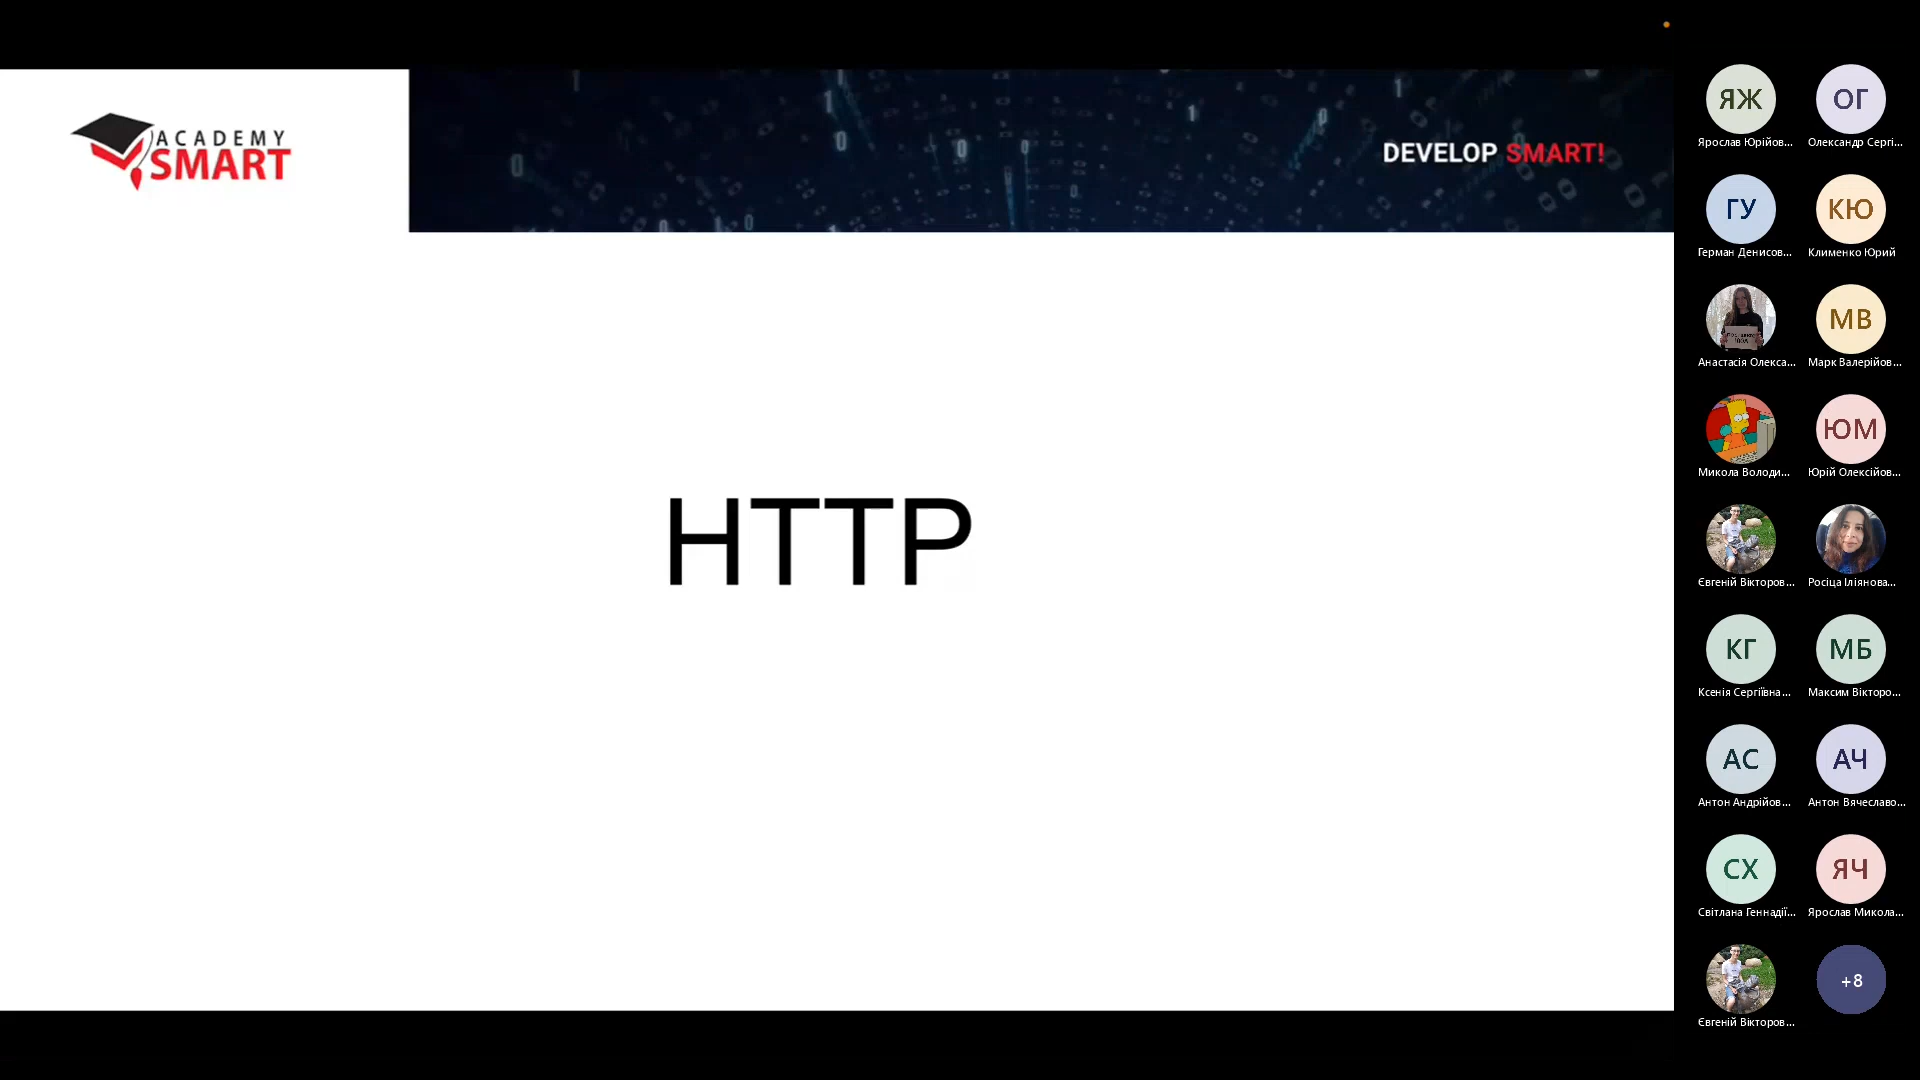 ACADEMY
SMART
DEVELOP SMART!
HTTP
ЯЖ
Ярослав Юрійов...
ОГ
Олександр Сергі...
ГУ
Герман Денисов...
КЮ
Клименко Юрий
Анастасія Олекса...
МВ
Марк Валерійов...
Микола Володи...
ЮМ
Юрій Олексійов...
Євгеній Вікторов...
Росіца Іліянова...
КГ
Ксенія Сергіївна...
МБ
Максим Вікторо...
АС
Антон Андрійов...
АЧ
Антон Вячеславо...
СХ
Світлана Геннадії...
ЯЧ
Ярослав Микола...
Євгеній Вікторов...
+8